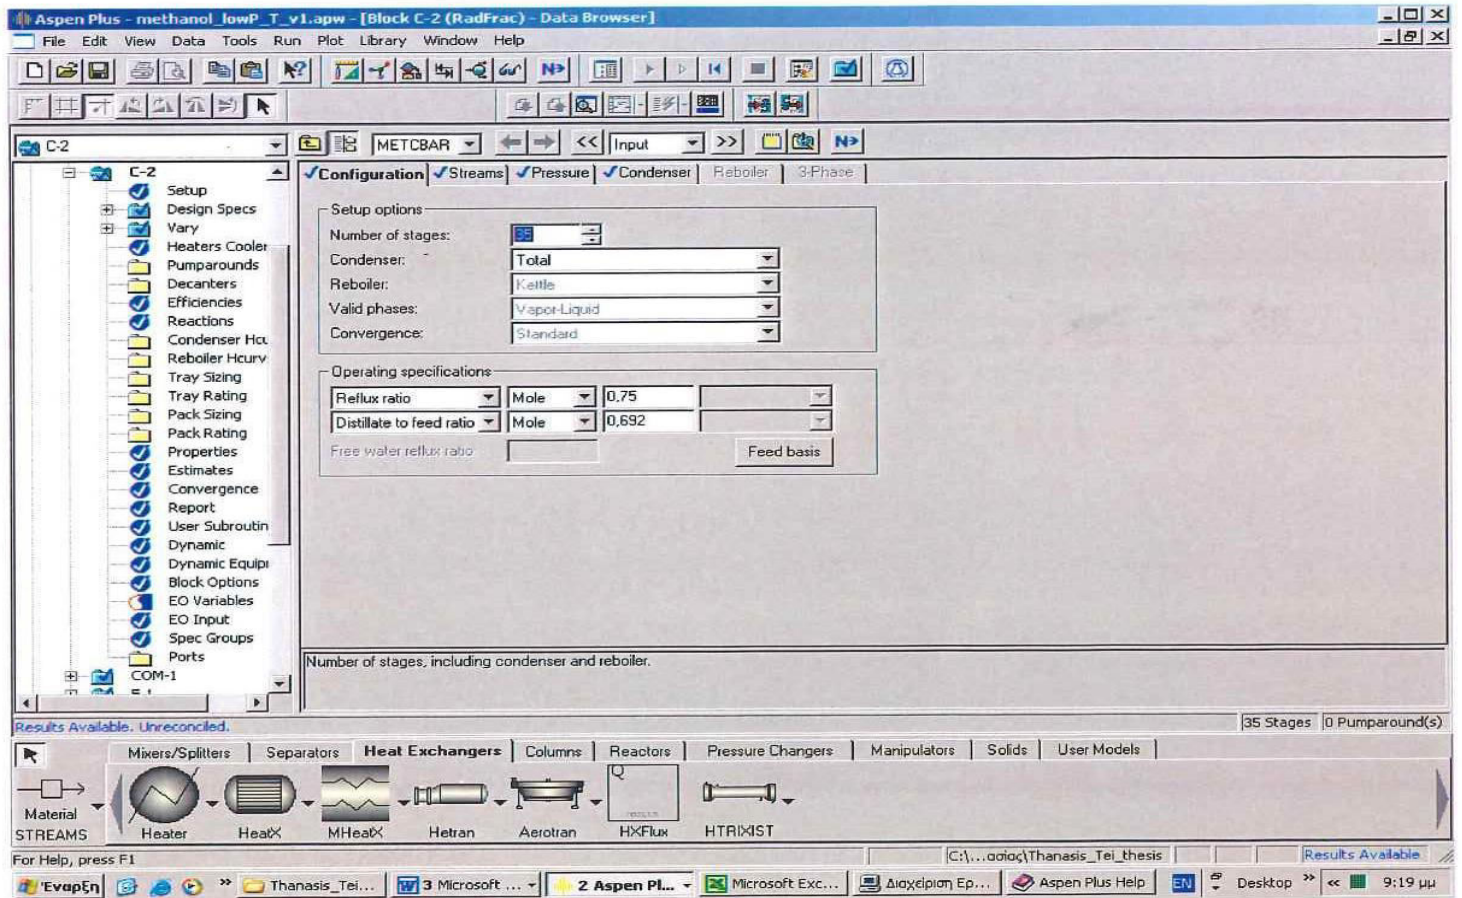 Aspen Plus - methanol_lowP_T_v1.apw - [Block C-2 (RadFrac) - Data Browser]
File Edit View Data Tools Run Plot Library Window Help
C-2 METCBAR << Input >> N>
C-2
Setup
Design Specs
Vary
Heaters Cooler
Pumparounds
Decanters
Efficiencies
Reactions
Condenser Hcu
Reboiler Hcurv
Tray Sizing
Tray Rating
Pack Sizing
Pack Rating
Properties
Estimates
Convergence
Report
User Subroutin
Dynamic
Dynamic Equip
Block Options
EO Variables
EO Input
Spec Groups
Ports
COM-1
Configuration Streams Pressure Condenser Reboiler 3-Phase
Setup options
Number of stages: 35
Condenser: Total
Reboiler: Kettle
Valid phases: Vapor-Liquid
Convergence: Standard
Operating specifications
Reflux ratio Mole 0,75
Distillate to feed ratio Mole 0,692
Free water reflux ratio Feed basis
Number of stages, including condenser and reboiler.
Results Available. Unreconciled. 35 Stages 0 Pumparound(s)
Mixers/Splitters Separators Heat Exchangers Columns Reactors Pressure Changers Manipulators Solids User Models
Q
Material
STREAMS Heater HeatX MHeatX Hetran Aerotran HXFlux HTRIXIST
For Help, press F1 C:\...σσίας\Thanasis_Tei_thesis Results Available
Έναρξη » Thanasis_Tei... 3 Microsoft ... 2 Aspen Pl... Microsoft Exc... Διαχείριση Ερ... Aspen Plus Help EN Desktop » « 9:19 μμ